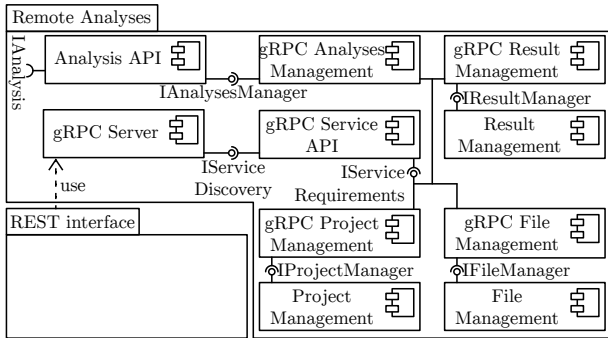 Remote Analyses
IAnalysis
Analysis API
gRPC Analyses
Management
gRPC Result
Management
IAnalysesManager
IResultManager
gRPC Server
gRPC Service
API
Result
Management
IService
Discovery
IService
Requirements
use
REST interface
gRPC Project
Management
gRPC File
Management
IProjectManager
IFileManager
Project
Management
File
Management